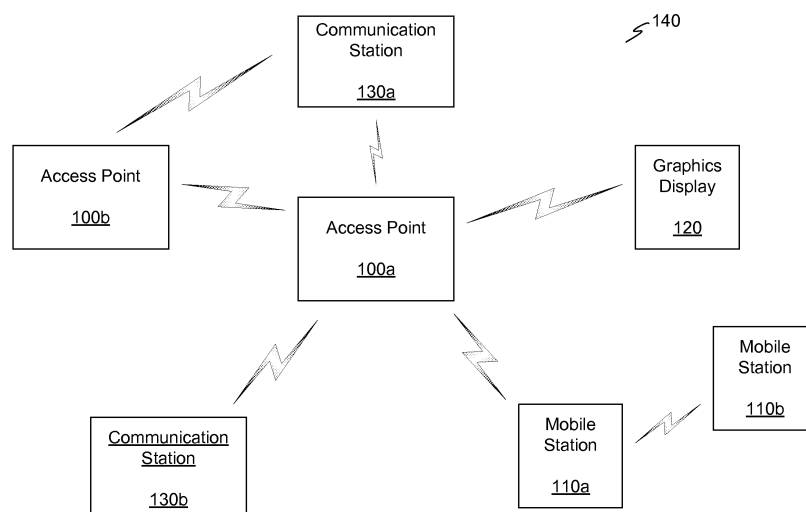 Communication
Station
130a
140
Access Point
100b
Graphics
Display
120
Access Point
100a
Mobile
Station
110b
Communication
Station
130b
Mobile
Station
110a